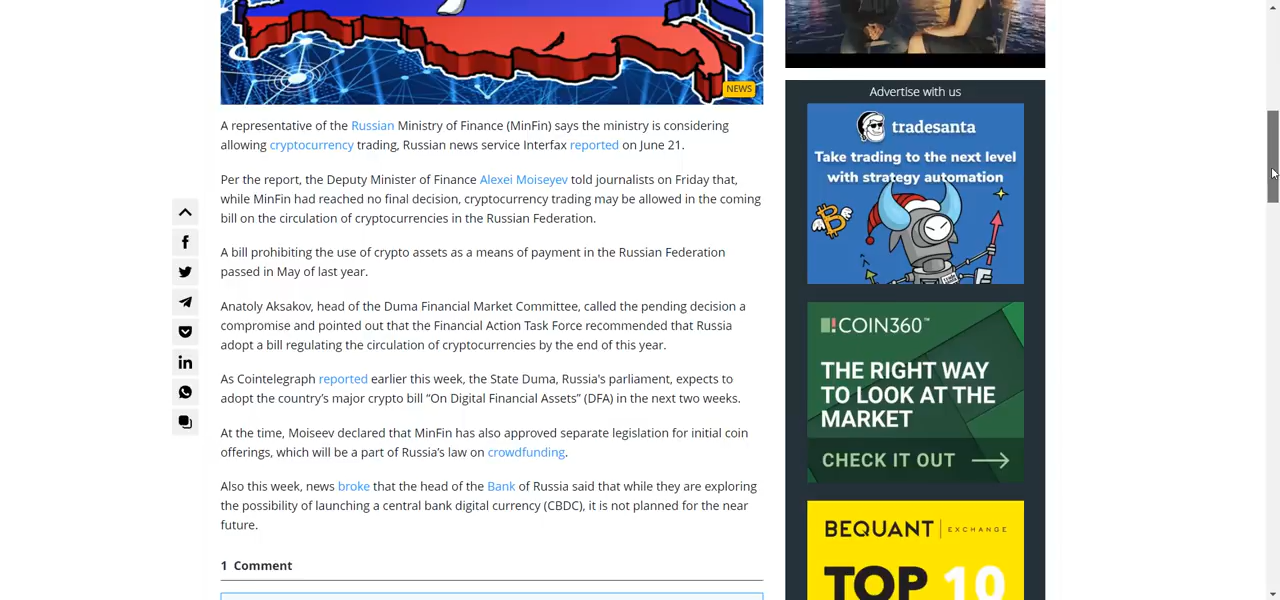 NEWS
A representative of the Russian Ministry of Finance (MinFin) says the ministry is considering
allowing cryptocurrency trading, Russian news service Interfax reported on June 21.
Per the report, the Deputy Minister of Finance Alexei Moiseyev told journalists on Friday that,
while MinFin had reached no final decision, cryptocurrency trading may be allowed in the coming
bill on the circulation of cryptocurrencies in the Russian Federation.
A bill prohibiting the use of crypto assets as a means of payment in the Russian Federation
passed in May of last year.
Anatoly Aksakov, head of the Duma Financial Market Committee, called the pending decision a
compromise and pointed out that the Financial Action Task Force recommended that Russia
adopt a bill regulating the circulation of cryptocurrencies by the end of this year.
As Cointelegraph reported earlier this week, the State Duma, Russia's parliament, expects to
adopt the country's major crypto bill “On Digital Financial Assets” (DFA) in the next two weeks.
At the time, Moiseev declared that MinFin has also approved separate legislation for initial coin
offerings, which will be a part of Russia's law on crowdfunding.
Also this week, news broke that the head of the Bank of Russia said that while they are exploring
the possibility of launching a central bank digital currency (CBDC), it is not planned for the near
future.
1 Comment
Advertise with us
tradesanta
Take trading to the next level
with strategy automation
COIN360™
THE RIGHT WAY
TO LOOK AT THE
MARKET
CHECK IT OUT
BEQUANT EXCHANGE
TOP 10